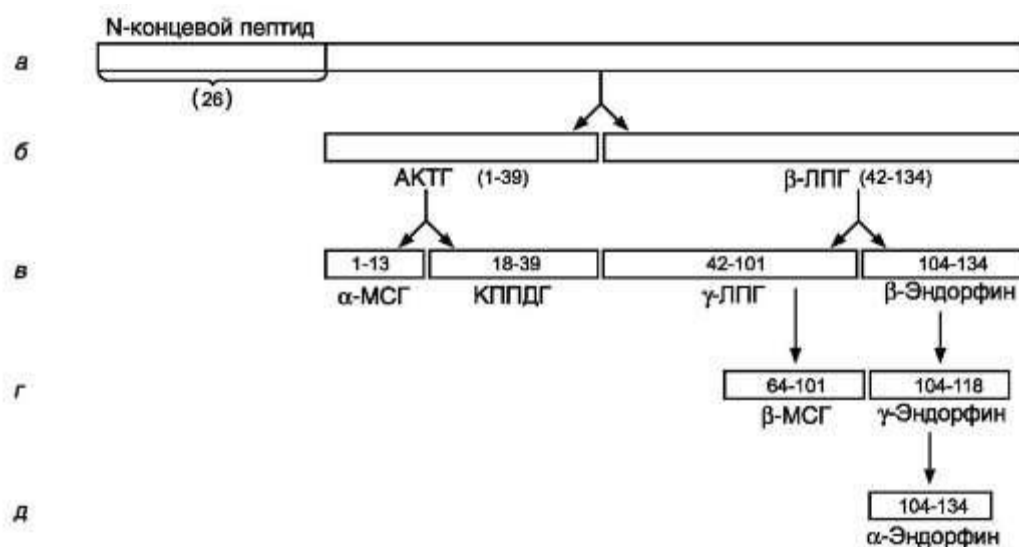 N-концевой пептид
а
(26)
б
АКТГ (1-39) β-ЛПГ (42-134)
в 1-13 18-39 42-101 104-134
α-МСГ КППДГ γ-ЛПГ β-Эндорфин
г 64-101 104-118
β-МСГ γ-Эндорфин
д 104-134
α-Эндорфин